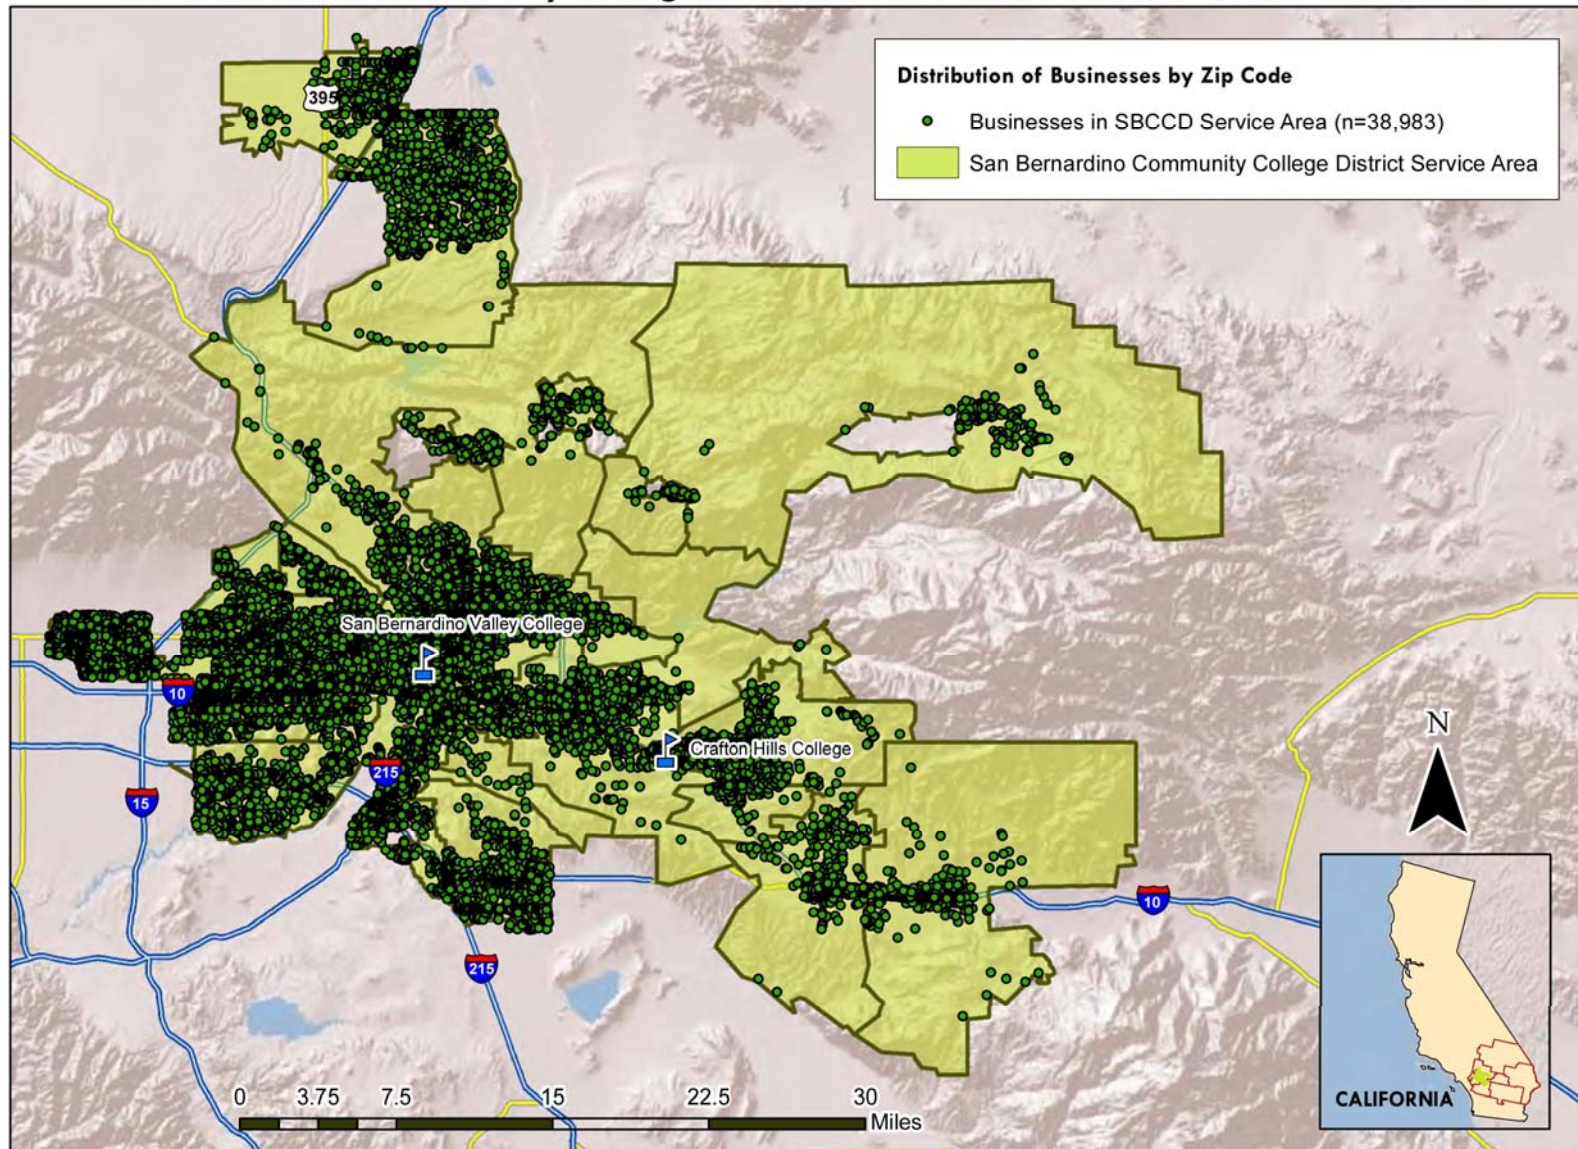 Distribution of Businesses by Zip Code
Businesses in SBCCD Service Area (n=38,983)
San Bernardino Community College District Service Area
395
San Bernardino Valley College
10
Crafton Hills College
N
215
15
10
215
0 3.75 7.5 15 22.5 30
Miles
CALIFORNIA